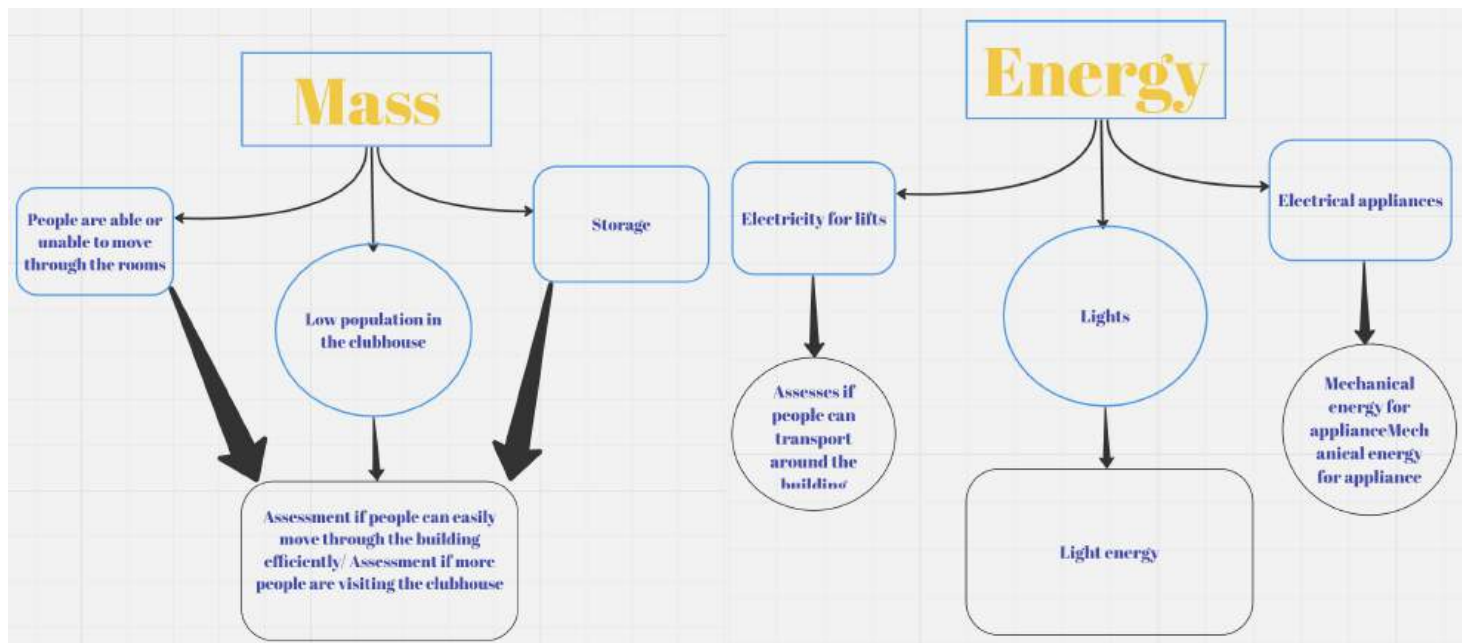 Mass
People are able or
unable to move
through the rooms
Low population in
the clubhouse
Storage
Assessment if people can easily
move through the building
efficiently/ Assessment if more
people are visiting the clubhouse
Energy
Electricity for lifts
Lights
Electrical appliances
Assesses if
people can
transport
around the
building
Light energy
Mechanical
energy for
applianceMech
anical energy
for appliance